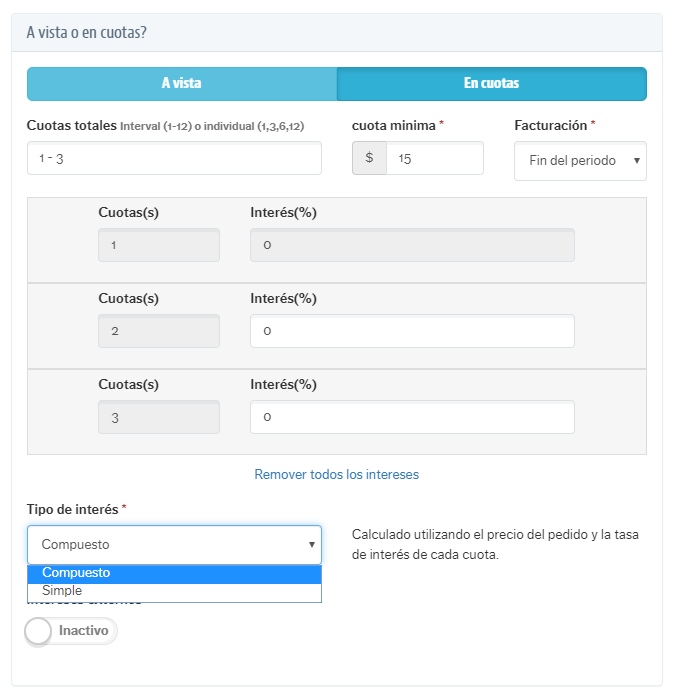 A vista o en cuotas?
A vista
En cuotas
Cuotas totales Interval (1-12) o individual (1,3,6,12)
cuota minima *
Facturación *
1 - 3
$
15
Fin del periodo
Cuotas(s)
Interés(%)
1
0
Cuotas(s)
Interés(%)
2
0
Cuotas(s)
Interés(%)
3
0
Remover todos los intereses
Tipo de interés *
Compuesto
Calculado utilizando el precio del pedido y la tasa
de interés de cada cuota.
Compuesto
Simple
Inactivo